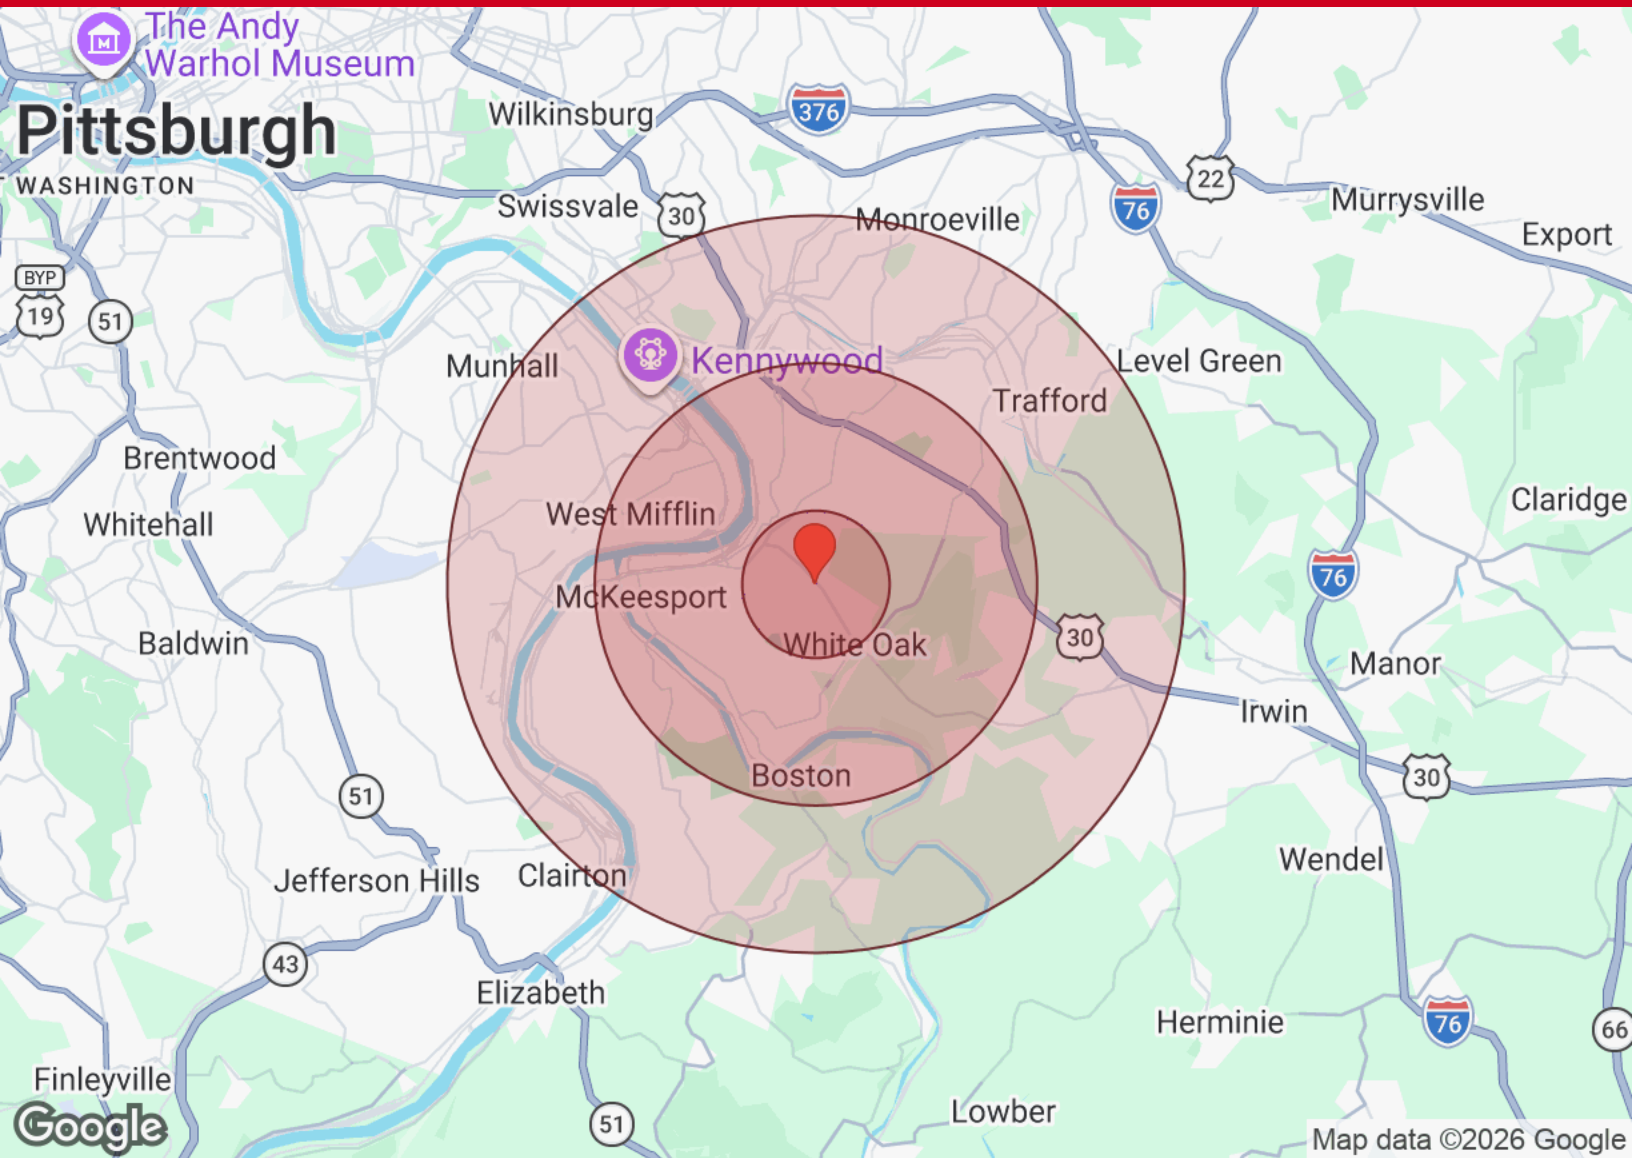 The Andy
Warhol Museum
Pittsburgh
WASHINGTON
Wilkinsburg
376
22
Murrysville
Swissvale
30
Monroeville
76
Export
BYP
19
51
Munhall
Kennywood
Level Green
Trafford
Brentwood
Whitehall
West Mifflin
Claridge
McKeesport
76
Baldwin
White Oak
30
Manor
Irwin
Boston
30
51
Jefferson Hills
Clairton
Wendel
43
Elizabeth
Herminie
76
66
Finleyville
Lowber
51
Google
Map data ©2026 Google